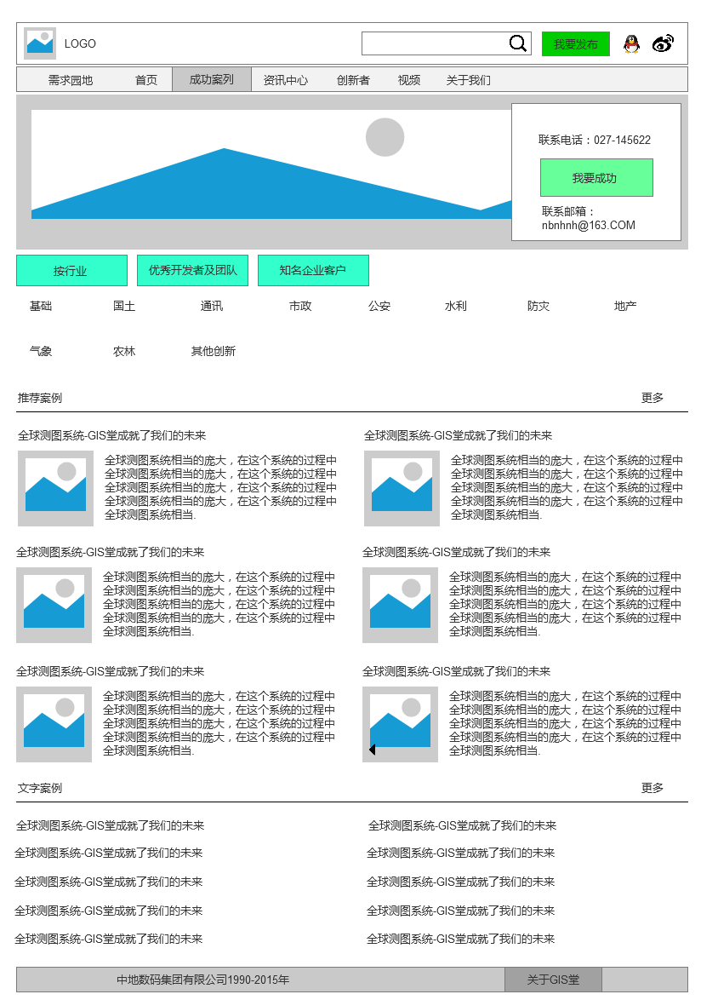 LOGO
我要发布
需求园地 首页 成功案列 资讯中心 创新者 视频 关于我们
联系电话：027-145622
我要成功
联系邮箱：
nbnhnh@163.COM
按行业 优秀开发者及团队 知名企业客户
基础 国土 通讯 市政 公安 水利 防灾 地产
气象 农林 其他创新
推荐案例 更多
全球测图系统-GIS堂成就了我们的未来
全球测图系统相当的庞大，在这个系统的过程中
全球测图系统相当的庞大，在这个系统的过程中
全球测图系统相当的庞大，在这个系统的过程中
全球测图系统相当的庞大，在这个系统的过程中
全球测图系统相当.
全球测图系统-GIS堂成就了我们的未来
全球测图系统相当的庞大，在这个系统的过程中
全球测图系统相当的庞大，在这个系统的过程中
全球测图系统相当的庞大，在这个系统的过程中
全球测图系统相当的庞大，在这个系统的过程中
全球测图系统相当.
全球测图系统-GIS堂成就了我们的未来
全球测图系统相当的庞大，在这个系统的过程中
全球测图系统相当的庞大，在这个系统的过程中
全球测图系统相当的庞大，在这个系统的过程中
全球测图系统相当的庞大，在这个系统的过程中
全球测图系统相当.
全球测图系统-GIS堂成就了我们的未来
全球测图系统相当的庞大，在这个系统的过程中
全球测图系统相当的庞大，在这个系统的过程中
全球测图系统相当的庞大，在这个系统的过程中
全球测图系统相当的庞大，在这个系统的过程中
全球测图系统相当.
全球测图系统-GIS堂成就了我们的未来
全球测图系统相当的庞大，在这个系统的过程中
全球测图系统相当的庞大，在这个系统的过程中
全球测图系统相当的庞大，在这个系统的过程中
全球测图系统相当的庞大，在这个系统的过程中
全球测图系统相当.
全球测图系统-GIS堂成就了我们的未来
全球测图系统相当的庞大，在这个系统的过程中
全球测图系统相当的庞大，在这个系统的过程中
全球测图系统相当的庞大，在这个系统的过程中
全球测图系统相当的庞大，在这个系统的过程中
全球测图系统相当.
文字案例 更多
全球测图系统-GIS堂成就了我们的未来 全球测图系统-GIS堂成就了我们的未来
全球测图系统-GIS堂成就了我们的未来 全球测图系统-GIS堂成就了我们的未来
全球测图系统-GIS堂成就了我们的未来 全球测图系统-GIS堂成就了我们的未来
全球测图系统-GIS堂成就了我们的未来 全球测图系统-GIS堂成就了我们的未来
全球测图系统-GIS堂成就了我们的未来 全球测图系统-GIS堂成就了我们的未来
中地数码集团有限公司1990-2015年 关于GIS堂